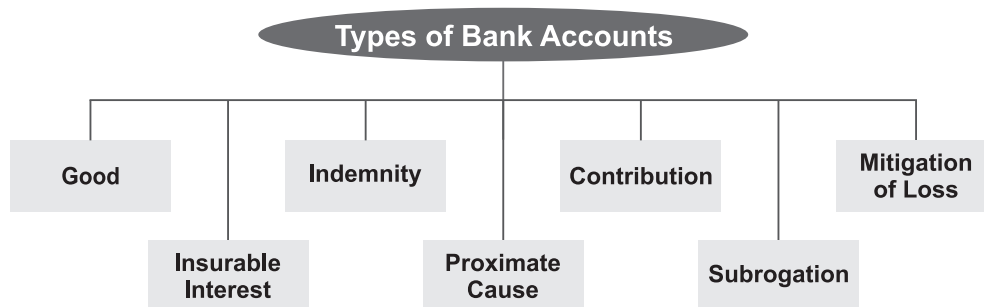 Types of Bank Accounts
Good
Indemnity
Contribution
Mitigation
of Loss
Insurable
Interest
Proximate
Cause
Subrogation